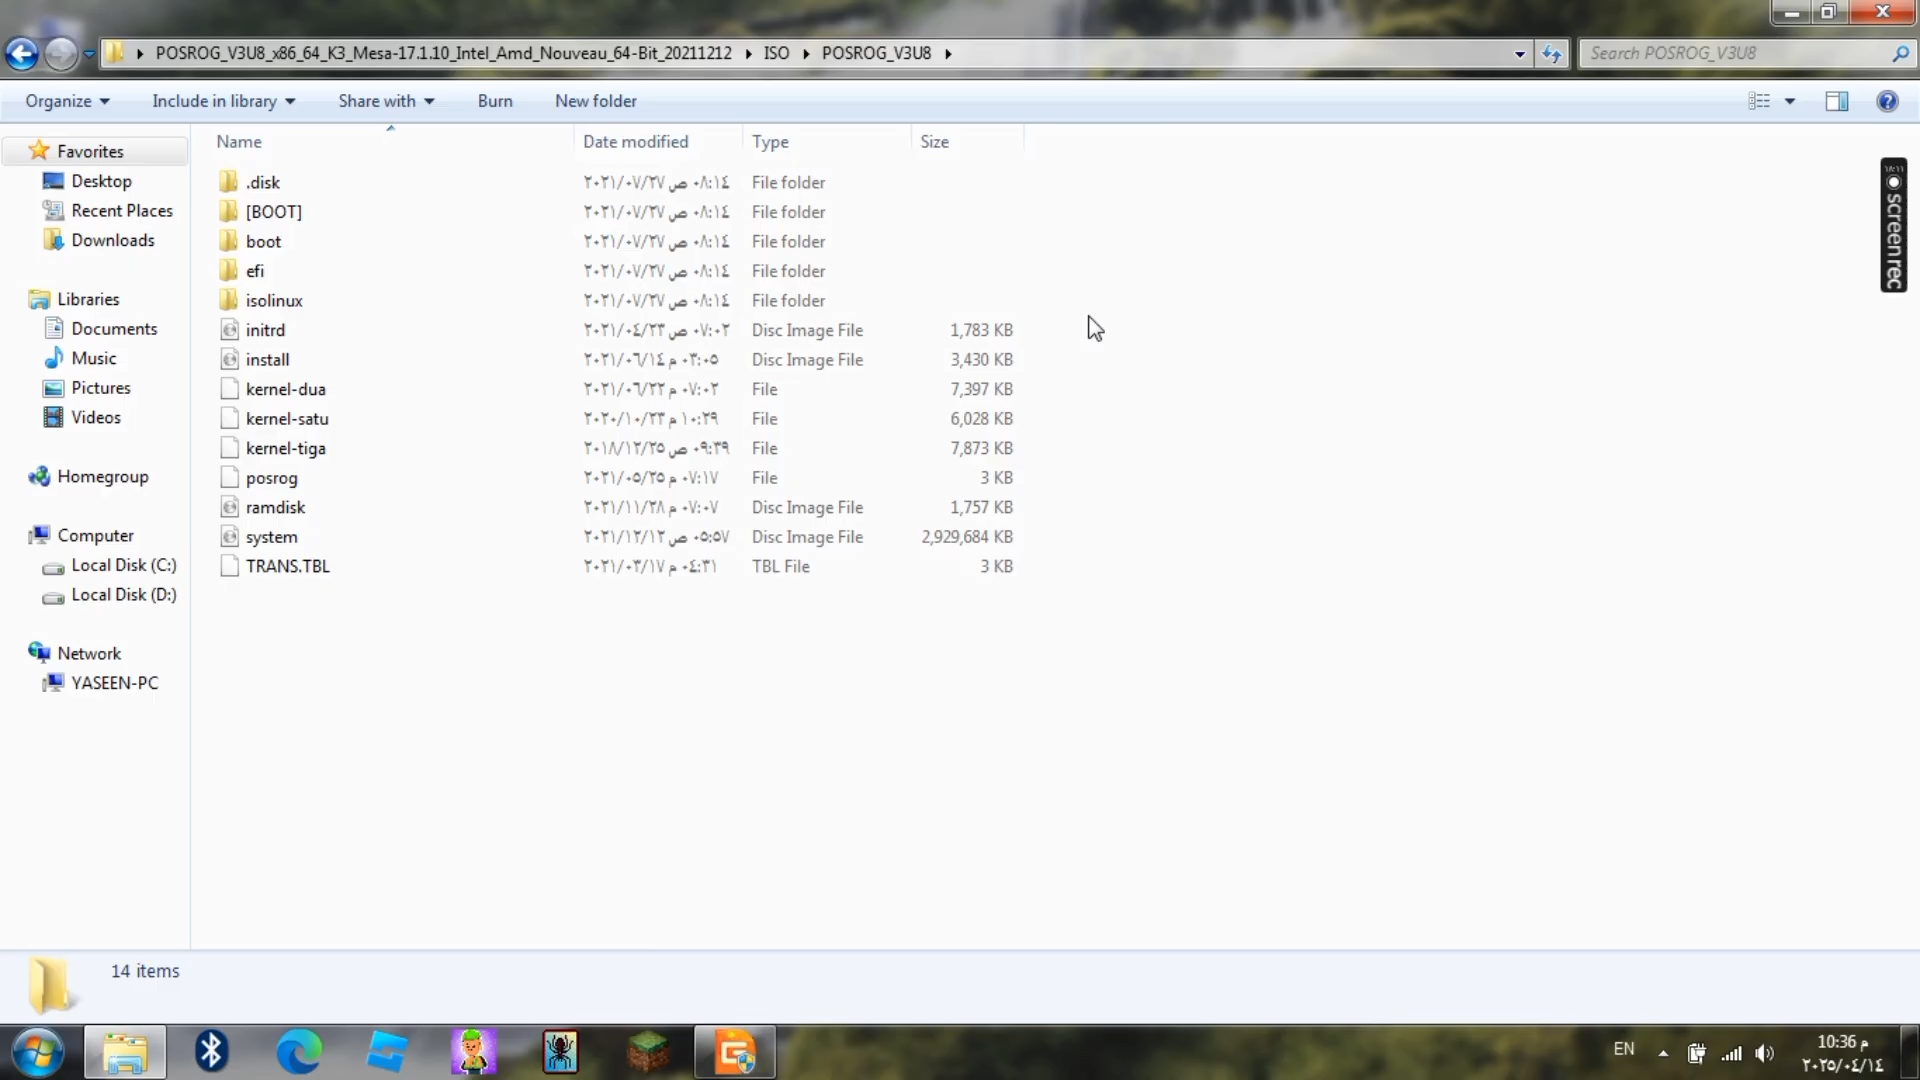 POSROG_V3U8_x86_64_K3_Mesa-17.1.10_Intel_Amd_Nouveau_64-Bit_20211212 ISO POSROG_V3U8 Search POSROG_V3U8
Organize Include in library Share with Burn New folder
Favorites
Desktop
Recent Places
Downloads
Libraries
Documents
Music
Pictures
Videos
Homegroup
Computer
Local Disk (C:)
Local Disk (D:)
Network
YASEEN-PC
Name Date modified Type Size
.disk ٢٠٢١/٠٧/٢٧ ص ٠٨:١٤ File folder
[BOOT] ٢٠٢١/٠٧/٢٧ ص ٠٨:١٤ File folder
boot ٢٠٢١/٠٧/٢٧ ص ٠٨:١٤ File folder
efi ٢٠٢١/٠٧/٢٧ ص ٠٨:١٤ File folder
isolinux ٢٠٢١/٠٧/٢٧ ص ٠٨:١٤ File folder
initrd ٢٠٢١/٠٤/٢٣ ص ٠٧:٠٢ Disc Image File 1,783 KB
install ٢٠٢١/٠٦/١٤ م ٠٣:٠٥ Disc Image File 3,430 KB
kernel-dua ٢٠٢١/٠٦/٢٢ م ٠٧:٠٢ File 7,397 KB
kernel-satu ٢٠٢٠/١٠/٢٣ م ١٠:٢٩ File 6,028 KB
kernel-tiga ٢٠١٨/١٢/٢٥ ص ٠٩:٣٩ File 7,873 KB
posrog ٢٠٢١/٠٥/٢٥ م ٠٧:١٧ File 3 KB
ramdisk ٢٠٢١/١١/٢٨ م ٠٧:٠٧ Disc Image File 1,757 KB
system ٢٠٢١/١٢/١٢ ص ٠٥:٥٧ Disc Image File 2,929,684 KB
TRANS.TBL ٢٠٢١/٠٣/١٧ م ٠٤:٣١ TBL File 3 KB
screenrec
14 items
EN
10:36 م
٢٠٢٥/٠٤/١٤